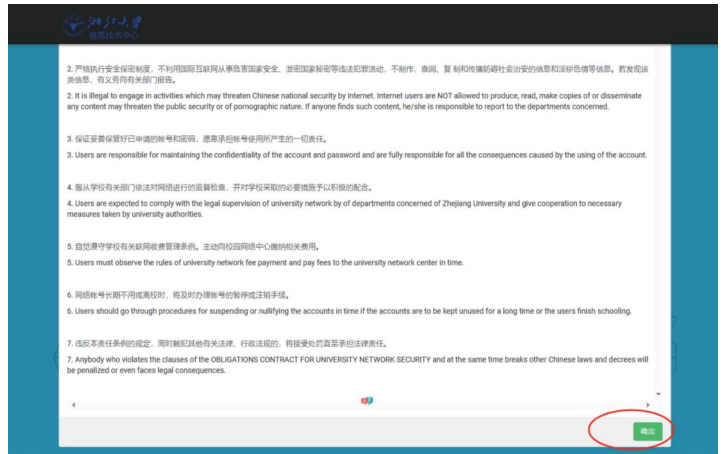 浙江大学
信息技术中心
2. 严格执行安全保密制度，不利用国际互联网从事危害国家安全、泄密国家秘密等违法犯罪活动，不制作、查阅、复 制和传播妨碍社会治安的信息和淫秽色情等信息。若发现该
类信息，有义务向有关部门报告。
2. It is illegal to engage in activities which may threaten Chinese national security by internet. Internet users are NOT allowed to produce, read, make copies of or disseminate
any content may threaten the public security or of pornographic nature. If anyone finds such content, he/she is responsible to report to the departments concerned.
3. 保证妥善保管好已申请的帐号和密码，愿意承担帐号使用所产生的一切责任。
3. Users are responsible for maintaining the confidentiality of the account and password and are fully responsible for all the consequences caused by the using of the account.
4. 服从学校有关部门依法对网络进行的监督检查，并对学校采取的必要措施予以积极的配合。
4. Users are expected to comply with the legal supervision of university network by of departments concerned of Zhejiang University and give cooperation to necessary
measures taken by university authorities.
5. 自觉遵守学校有关联网收费管理条例。主动向校园网络中心缴纳相关费用。
5. Users must observe the rules of university network fee payment and pay fees to the university network center in time.
6. 网络帐号长期不用或离校时，将及时办理帐号的暂停或注销手续。
6. Users should go through procedures for suspending or nullifying the accounts in time if the accounts are to be kept unused for a long time or the users finish schooling.
7. 违反本责任条例的规定，同时触犯其他有关法律、行政法规的，将接受处罚直至承担法律责任。
7. Anybody who violates the clauses of the OBLIGATIONS CONTRACT FOR UNIVERSITY NETWORK SECURITY and at the same time breaks other Chinese laws and decrees will
be penalized or even faces legal consequences.
确定